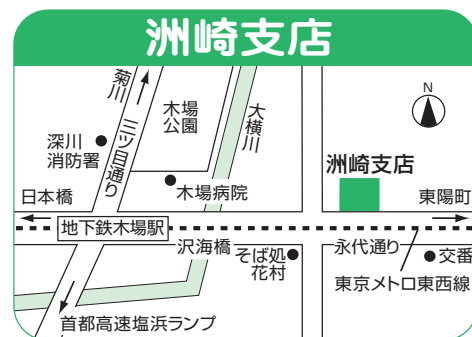 洲崎支店
菊川
三ツ目通り
木場
公園
大横川
N
深川
消防署
洲崎支店
木場病院
日本橋
東陽町
地下鉄木場駅
沢海橋
そば処
花村
永代通り
交番
東京メトロ東西線
首都高速塩浜ランプ